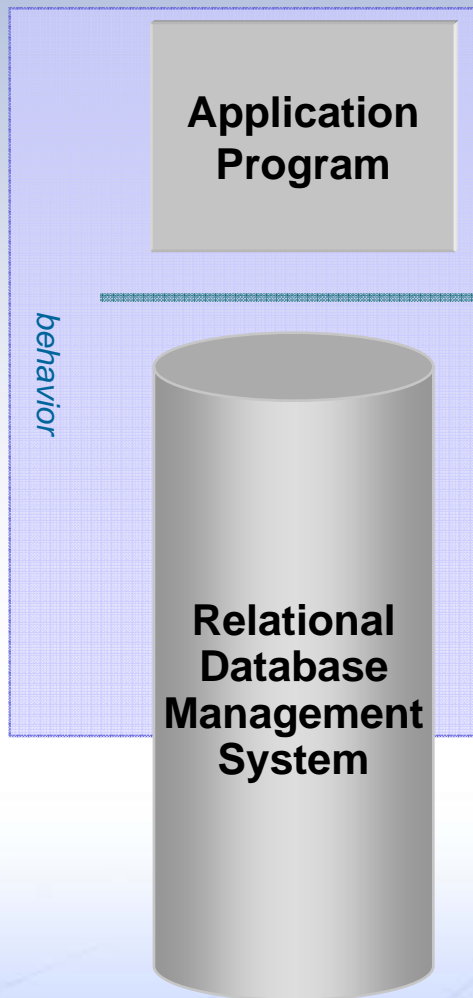 Application
Program
behavior
Relational
Database
Management
System